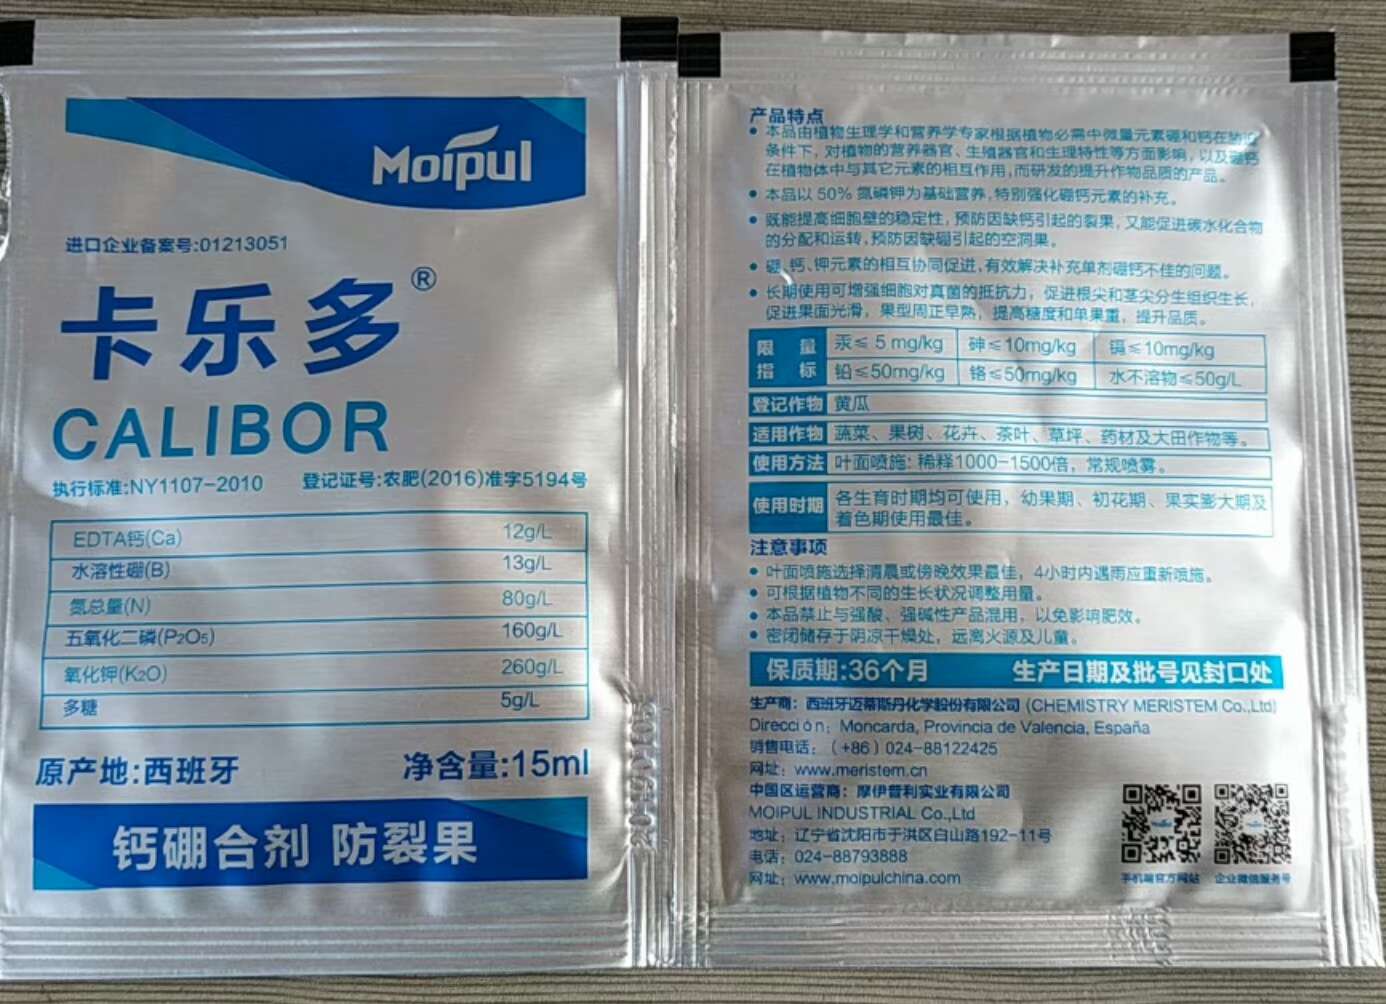 Moipul
进口企业备案号:01213051
卡乐多®
CALIBOR
执行标准:NY1107-2010 登记证号:农肥(2016)准字5194号
EDTA钙(Ca) 12g/L
水溶性硼(B) 13g/L
氮总量(N) 80g/L
五氧化二磷(P2O5) 160g/L
氧化钾(K2O) 260g/L
多糖 5g/L
原产地:西班牙 净含量:15ml
钙硼合剂 防裂果
产品特点
• 本品由植物生理学和营养学专家根据植物必需中微量元素硼和钙在
条件下，对植物的营养器官、生殖器官和生理特性等方面影响，以及硼钙
在植物体中与其它元素的相互作用，而研发的提升作物品质的产品。
• 本品以50%氮磷钾为基础营养，特别强化硼钙元素的补充。
• 既能提高细胞壁的稳定性，预防因缺钙引起的裂果，又能促进碳水化合物
的分配和运转，预防因缺硼引起的空洞果。
• 硼、钙、钾元素的相互协同促进，有效解决补充单剂硼钙不佳的问题。
• 长期使用可增强细胞对真菌的抵抗力，促进根尖和茎尖分生组织生长，
促进果面光滑，果型周正早熟，提高糖度和单果重，提升品质。
限量 汞≤5mg/kg 砷≤10mg/kg 镉≤10mg/kg
指标 铅≤50mg/kg 铬≤50mg/kg 水不溶物≤50g/L
登记作物 黄瓜
适用作物 蔬菜、果树、花卉、茶叶、草坪、药材及大田作物等。
使用方法 叶面喷施：稀释1000-1500倍，常规喷雾。
使用时期 各生育时期均可使用，幼果期、初花期、果实膨大期及
着色期使用最佳。
注意事项
• 叶面喷施选择清晨或傍晚效果最佳，4小时内遇雨应重新喷施。
• 可根据植物不同的生长状况调整用量。
• 本品禁止与强酸、强碱性产品混用，以免影响肥效。
• 密闭储存于阴凉干燥处，远离火源及儿童。
保质期:36个月 生产日期及批号见封口处
生产商：西班牙迈蒂斯丹化学股份有限公司 (CHEMISTRY MERISTEM Co.,Ltd)
Dirección: Moncarda, Provincia de Valencia, España
销售电话：（+86）024-88122425
网址：www.meristem.cn
中国区运营商：摩伊普利实业有限公司
MOIPUL INDUSTRIAL Co.,Ltd
地址：辽宁省沈阳市于洪区白山路192-11号
电话：024-88793888
网址：www.moipulchina.com
手机端官方网站 企业微信服务号